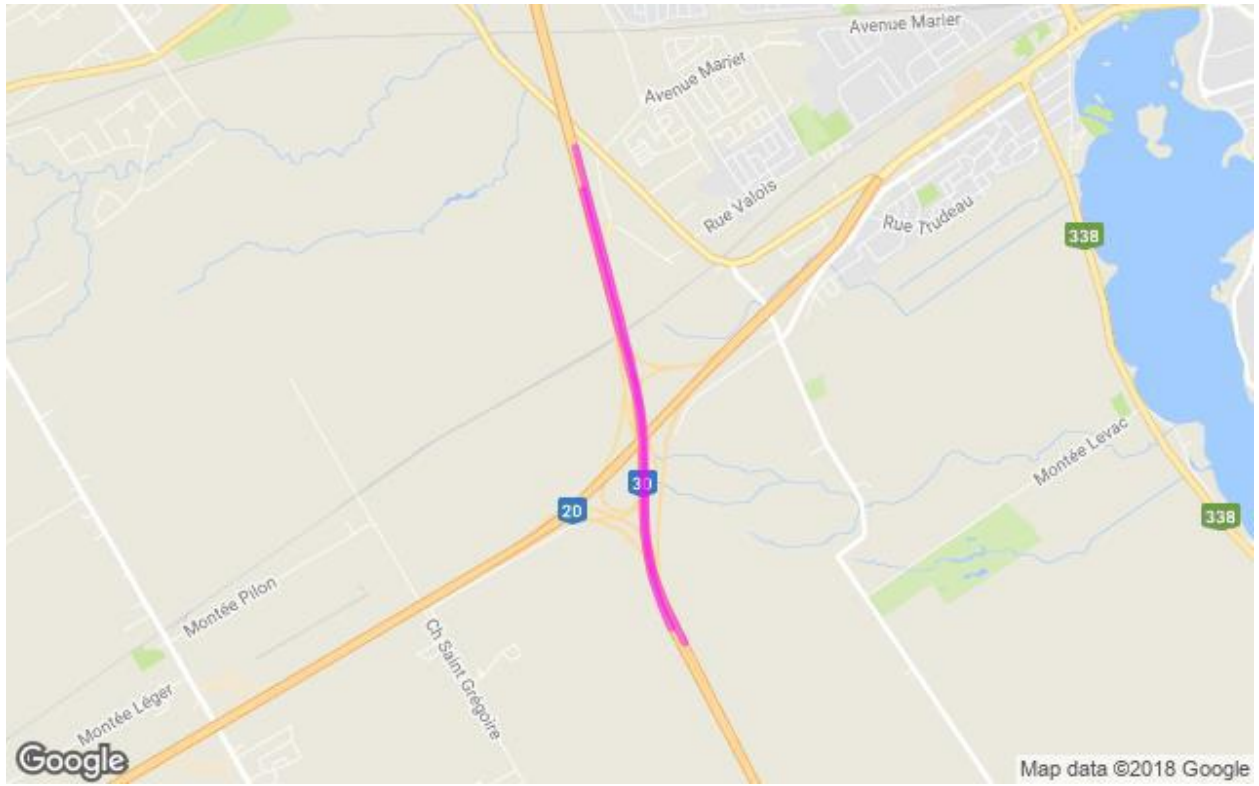 Avenue Marier
Avenue Marier
Rue Valois
Rue Trudeau
338
Montée Levac
30
20
338
Montée Pilon
Ch Saint Grégoire
Montée Léger
Google
Map data ©2018 Google